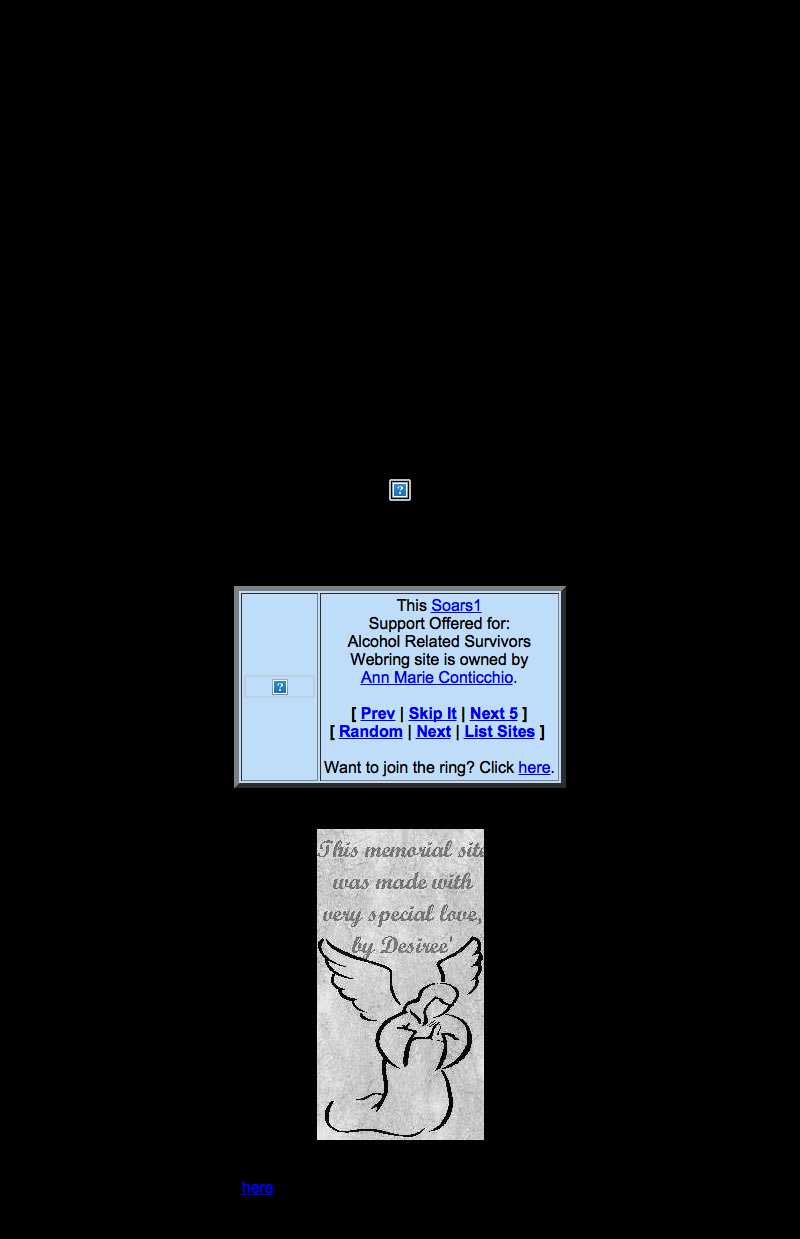 This Soars1
Support Offered for:
Alcohol Related Survivors
Webring site is owned by
Ann Marie Conticchio.
[ Prev | Skip It | Next 5 ]
[ Random | Next | List Sites ]
Want to join the ring? Click here.
This memorial site
was made with
very special love,
by Desiree'
here